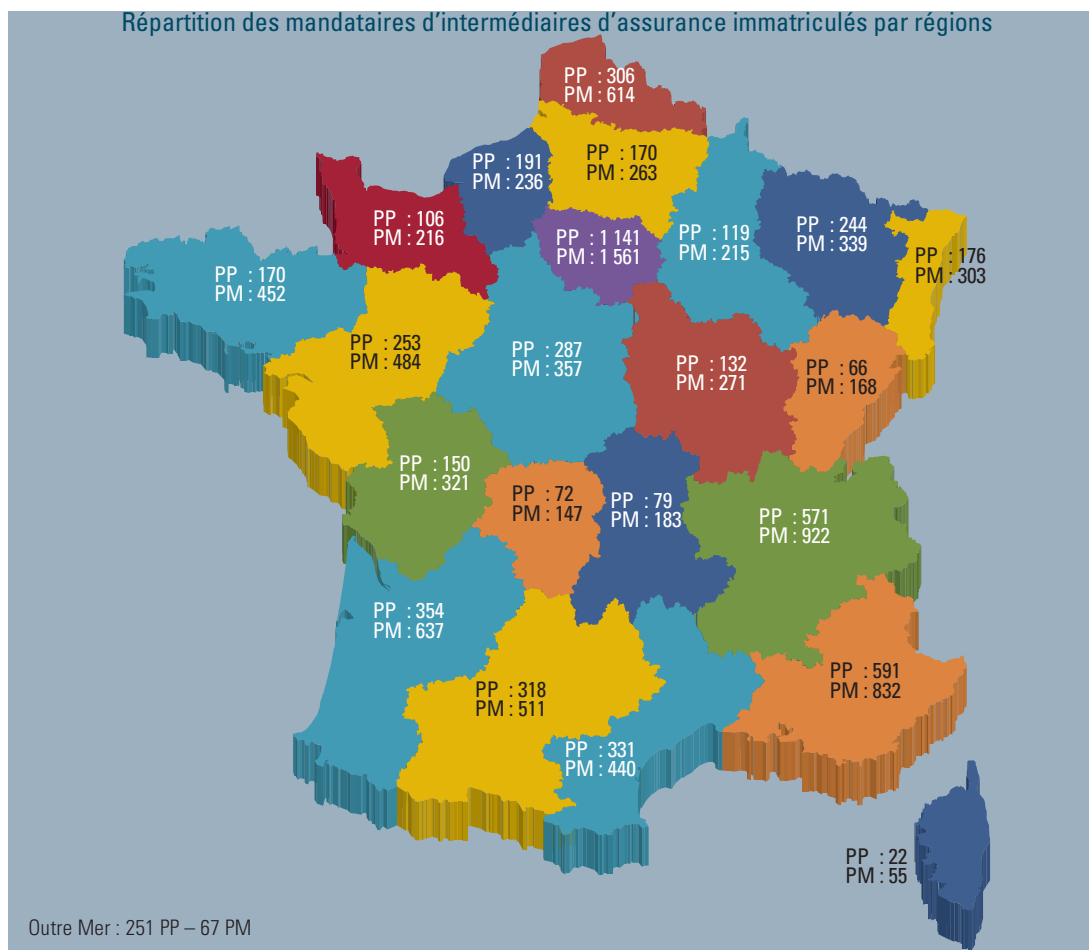 Répartition des mandataires d'intermédiaires d'assurance immatriculés par régions
PP : 306
PM : 614
PP : 191
PM : 236
PP : 170
PM : 263
PP : 106
PM : 216
PP : 1 141
PM : 1 561
PP : 119
PM : 215
PP : 244
PM : 339
PP : 176
PM : 303
PP : 170
PM : 452
PP : 253
PM : 484
PP : 287
PM : 357
PP : 132
PM : 271
PP : 66
PM : 168
PP : 150
PM : 321
PP : 72
PM : 147
PP : 79
PM : 183
PP : 571
PM : 922
PP : 354
PM : 637
PP : 318
PM : 511
PP : 331
PM : 440
PP : 591
PM : 832
PP : 22
PM : 55
Outre Mer : 251 PP – 67 PM